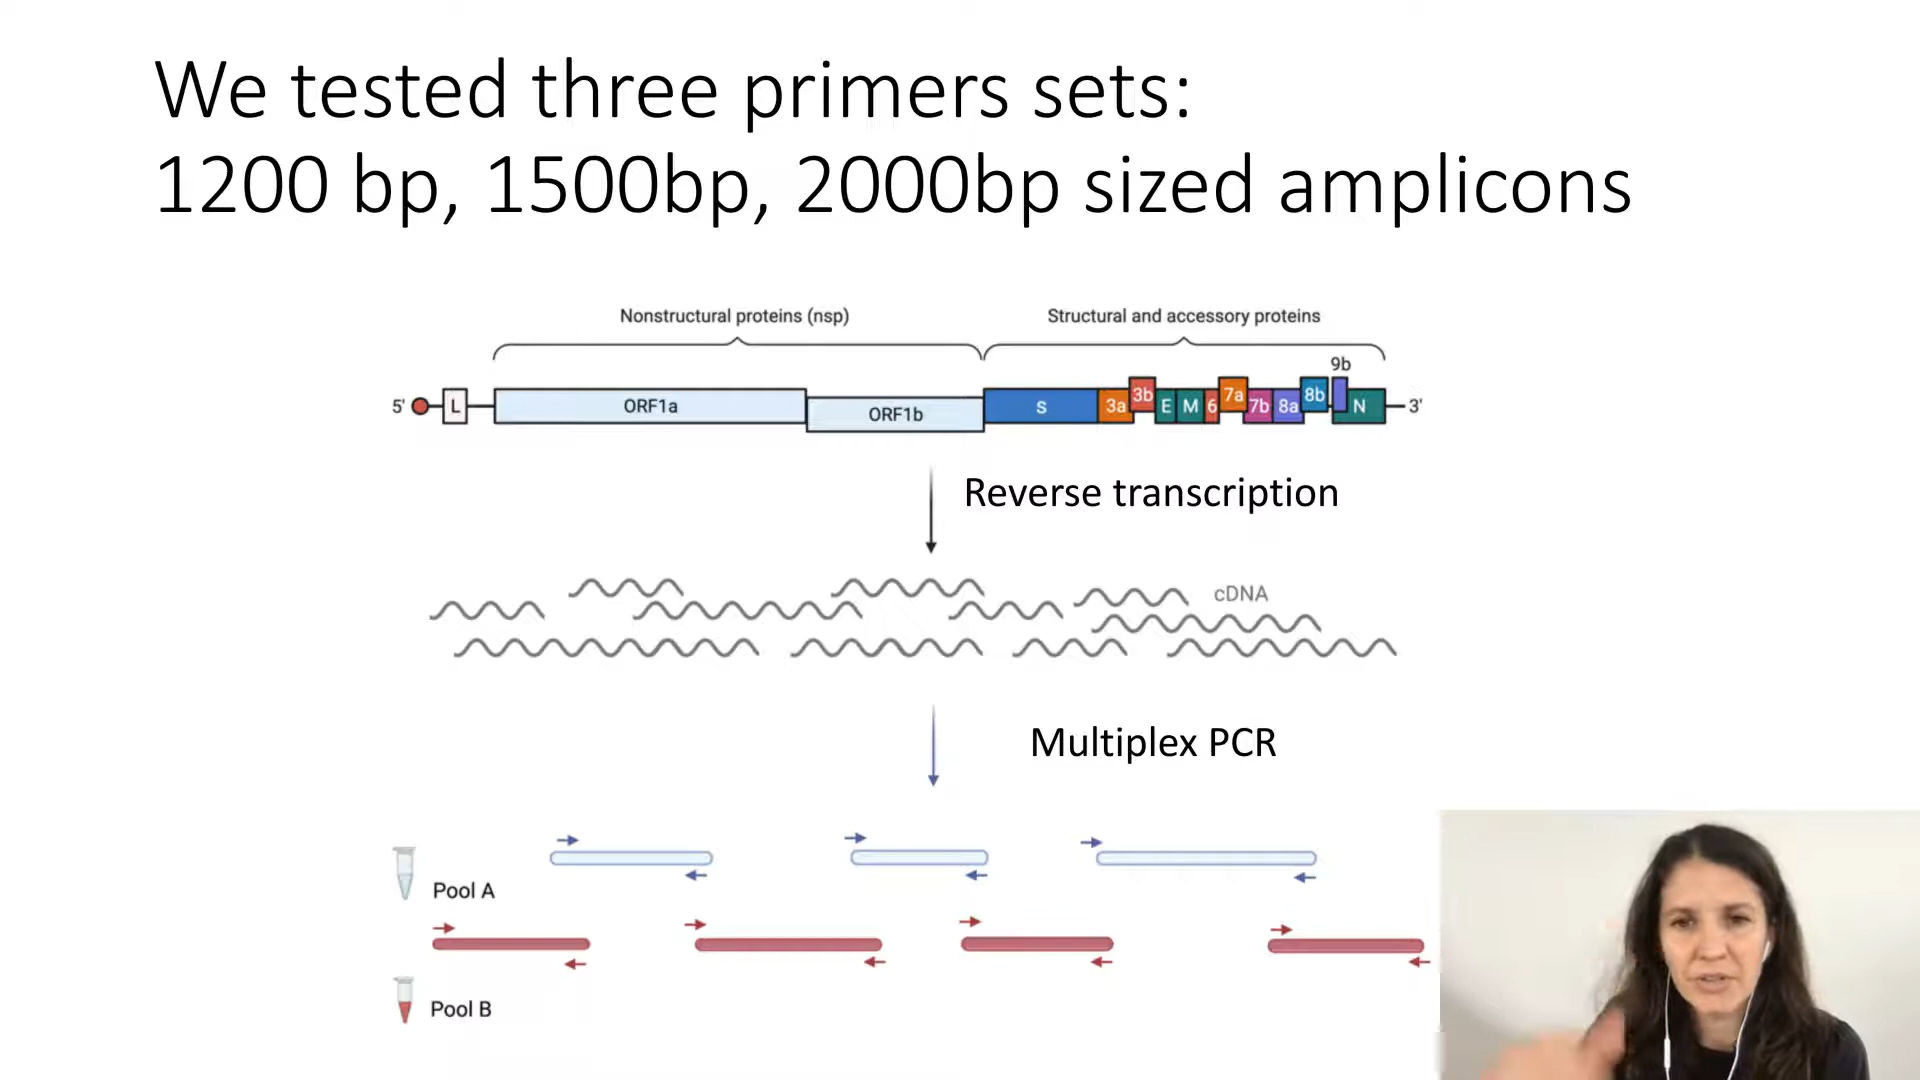 We tested three primers sets:
1200 bp, 1500bp, 2000bp sized amplicons
Nonstructural proteins (nsp)
Structural and accessory proteins
9b
5' L ORF1a ORF1b S 3a 3b E M 6 7a 7b 8a 8b N 3'
Reverse transcription
cDNA
Multiplex PCR
Pool A
Pool B